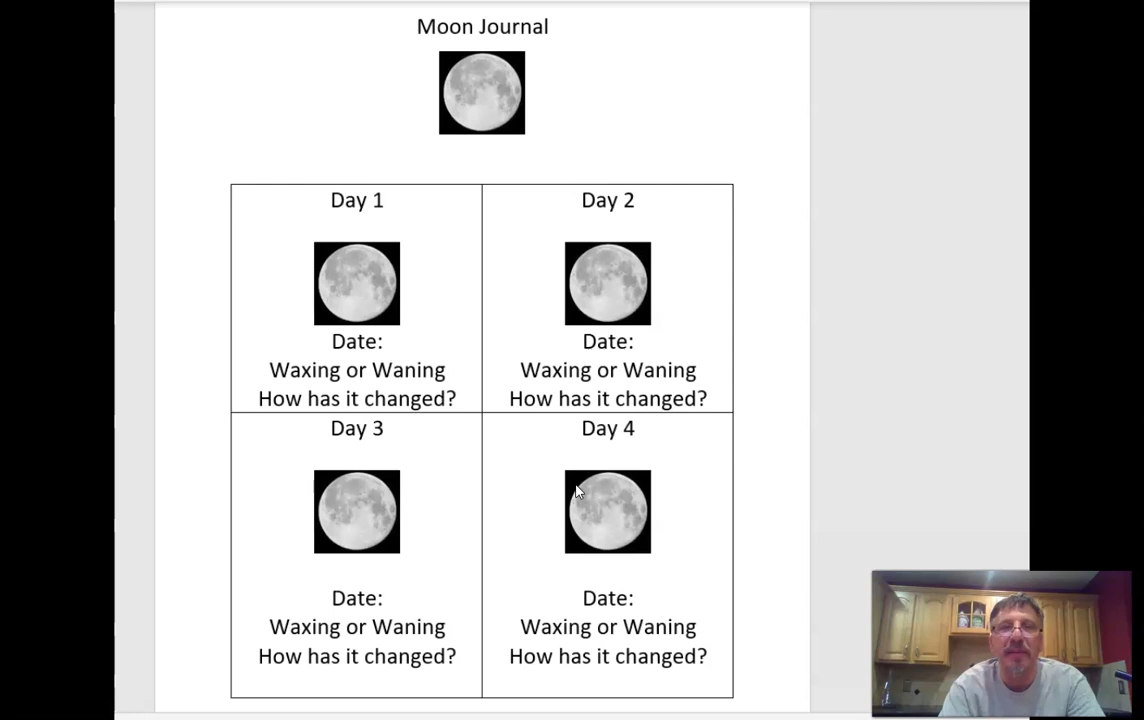 Moon Journal
Day 1
Date:
Waxing or Waning
How has it changed?
Day 2
Date:
Waxing or Waning
How has it changed?
Day 3
Date:
Waxing or Waning
How has it changed?
Day 4
Date:
Waxing or Waning
How has it changed?